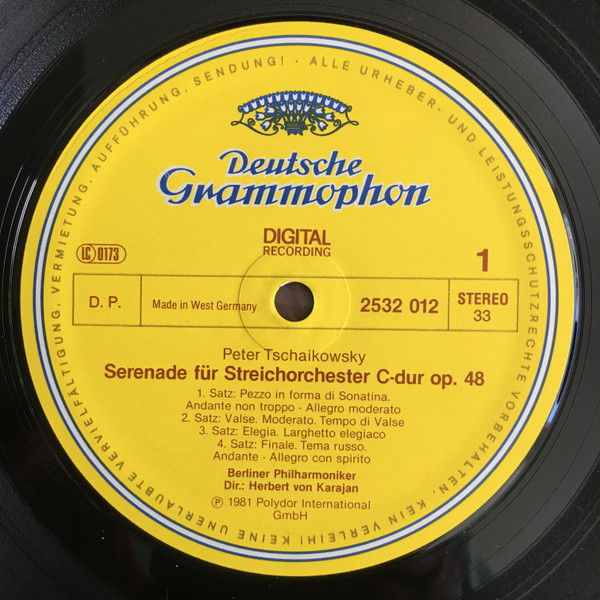 Deutsche
Grammophon
DIGITAL
RECORDING
LC 0173
1
D. P.
Made in West Germany
2532 012
STEREO
33
Peter Tschaikowsky
Serenade für Streichorchester C-dur op. 48
1. Satz: Pezzo in forma di Sonatina.
Andante non troppo - Allegro moderato
2. Satz: Valse. Moderato. Tempo di Valse
3. Satz: Elegia. Larghetto elegiaco
4. Satz: Finale. Tema russo.
Andante - Allegro con spirito
Berliner Philharmoniker
Dir.: Herbert von Karajan
Ⓟ 1981 Polydor International
GmbH
ALLE URHEBER- UND LEISTUNGSSCHUTZRECHTE VORBEHALTEN · KEIN VERLEIH! KEINE UNERLAUBTE VERVIELFÄLTIGUNG, VERMIETUNG, AUFFÜHRUNG, SENDUNG! ·